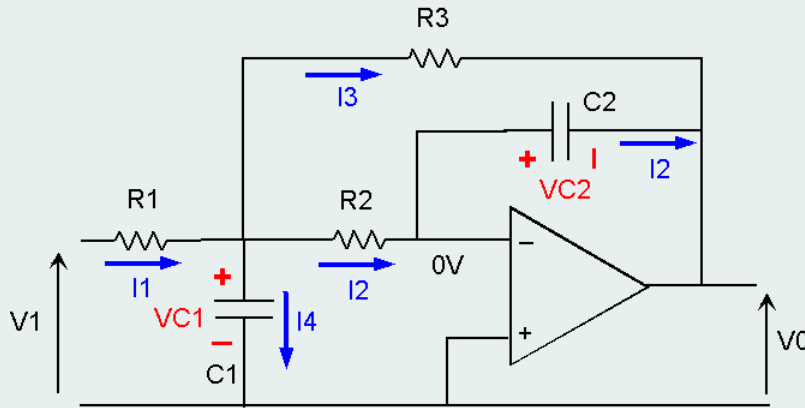 R3
I3
C2
+
I
I2
VC2
R1
R2
+
I1
I2
0V
−
V1
VC1
I4
−
+
C1
V0